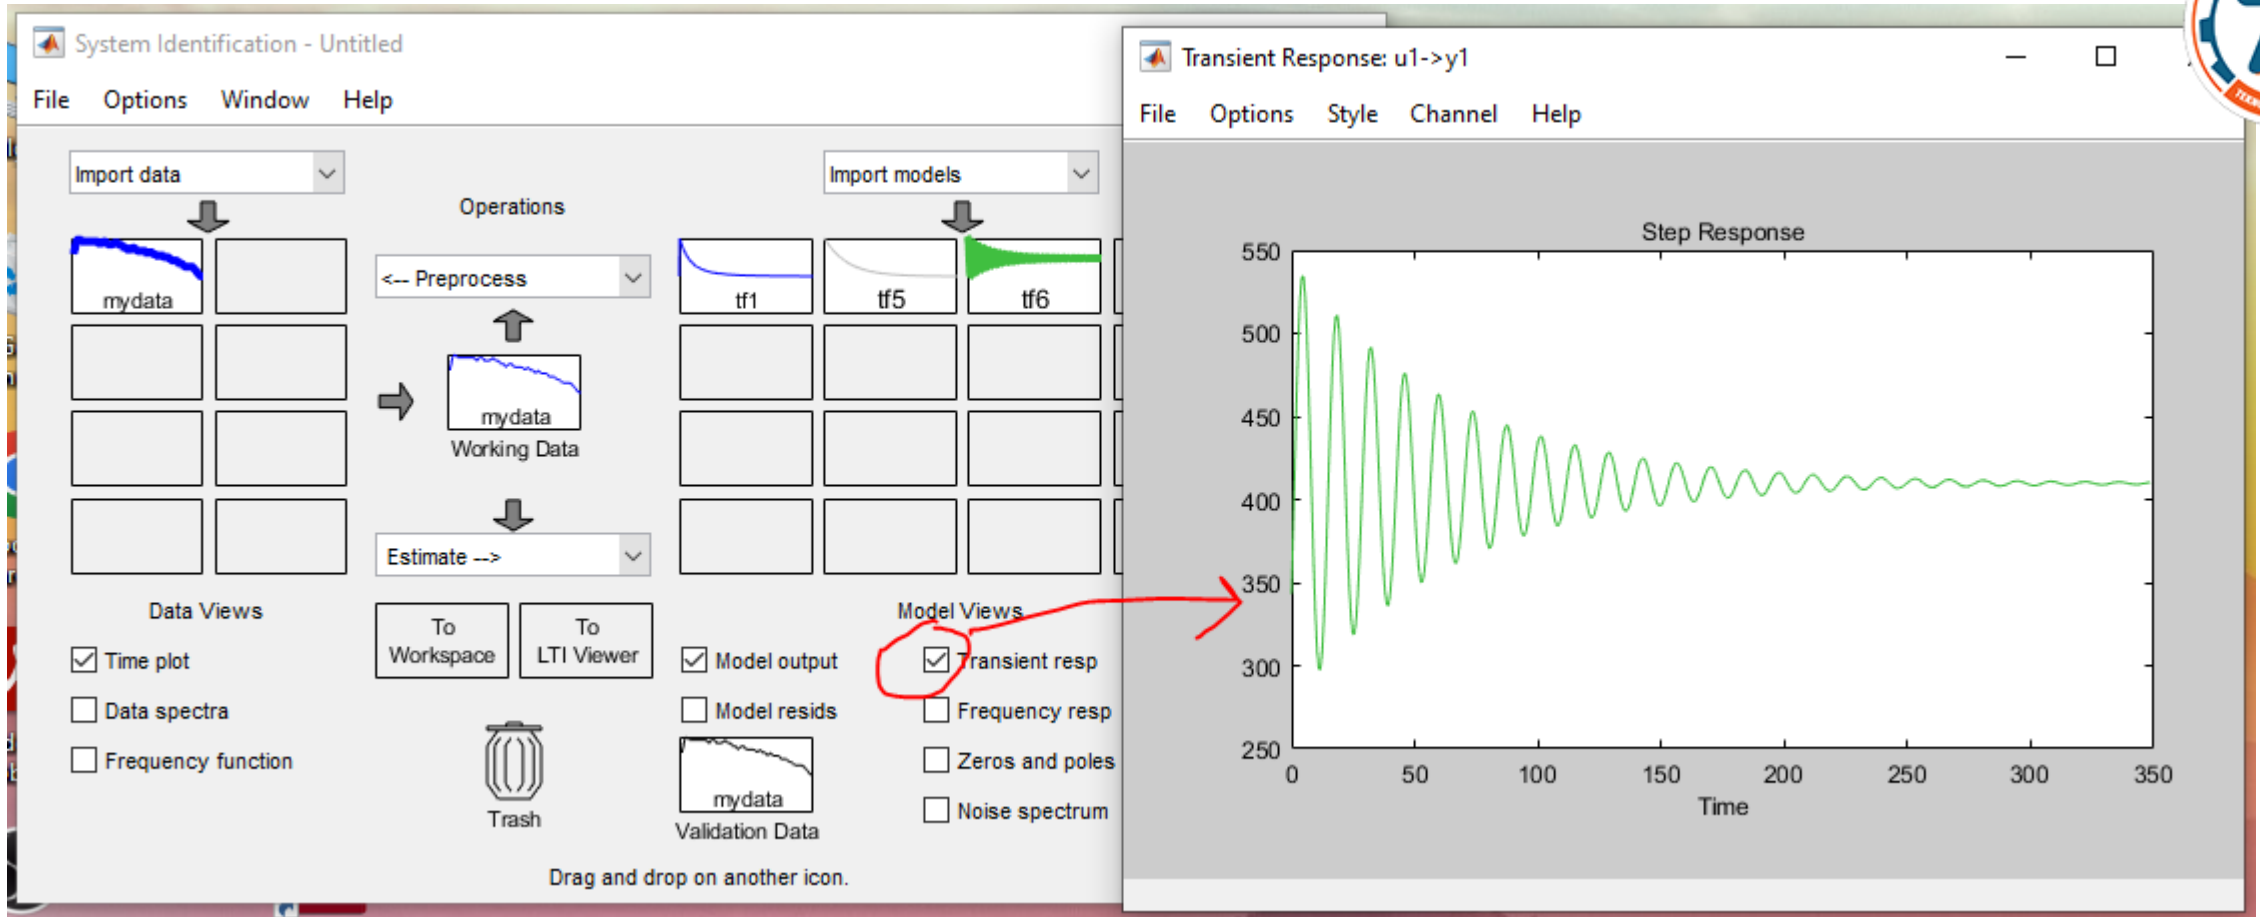 System Identification - Untitled
File Options Window Help
Import data
Operations
Import models
<-- Preprocess
mydata
tf1
tf5
tf6
mydata
Working Data
Estimate -->
Data Views
To
Workspace
To
LTI Viewer
Model Views
Time plot
Data spectra
Frequency function
Model output
Model resids
Transient resp
Frequency resp
Zeros and poles
Noise spectrum
Trash
mydata
Validation Data
Drag and drop on another icon.
Transient Response: u1->y1
File Options Style Channel Help
Step Response
550
500
450
400
350
300
250
0 50 100 150 200 250 300 350
Time